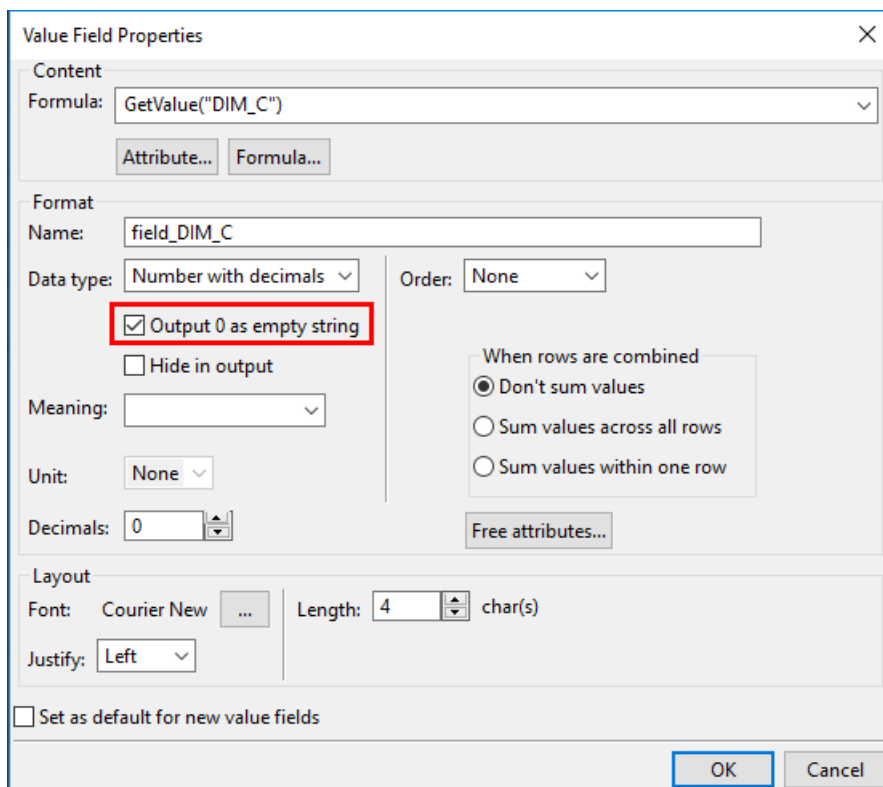 Value Field Properties
Content
Formula: GetValue("DIM_C")
Attribute... Formula...
Format
Name: field_DIM_C
Data type: Number with decimals Order: None
Output 0 as empty string
Hide in output
When rows are combined
Don't sum values
Meaning:
Sum values across all rows
Sum values within one row
Unit: None
Decimals: 0 Free attributes...
Layout
Font: Courier New ... Length: 4 char(s)
Justify: Left
Set as default for new value fields
OK Cancel